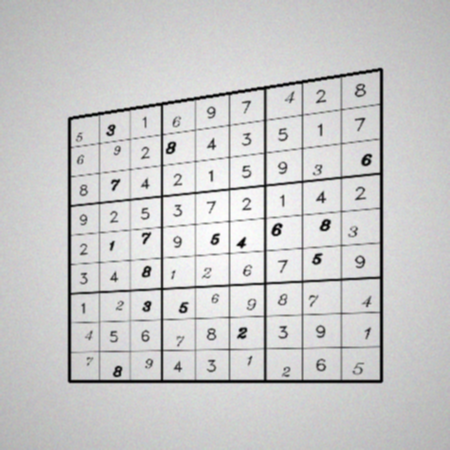 5 3 1 6 9 7 4 2 8
6 9 2 8 4 3 5 1 7
8 7 4 2 1 5 9 3 6
9 2 5 3 7 2 1 4 2
2 1 7 9 5 4 6 8 3
3 4 8 1 2 6 7 5 9
1 2 3 5 6 9 8 7 4
4 5 6 7 8 2 3 9 1
7 8 9 4 3 1 2 6 5